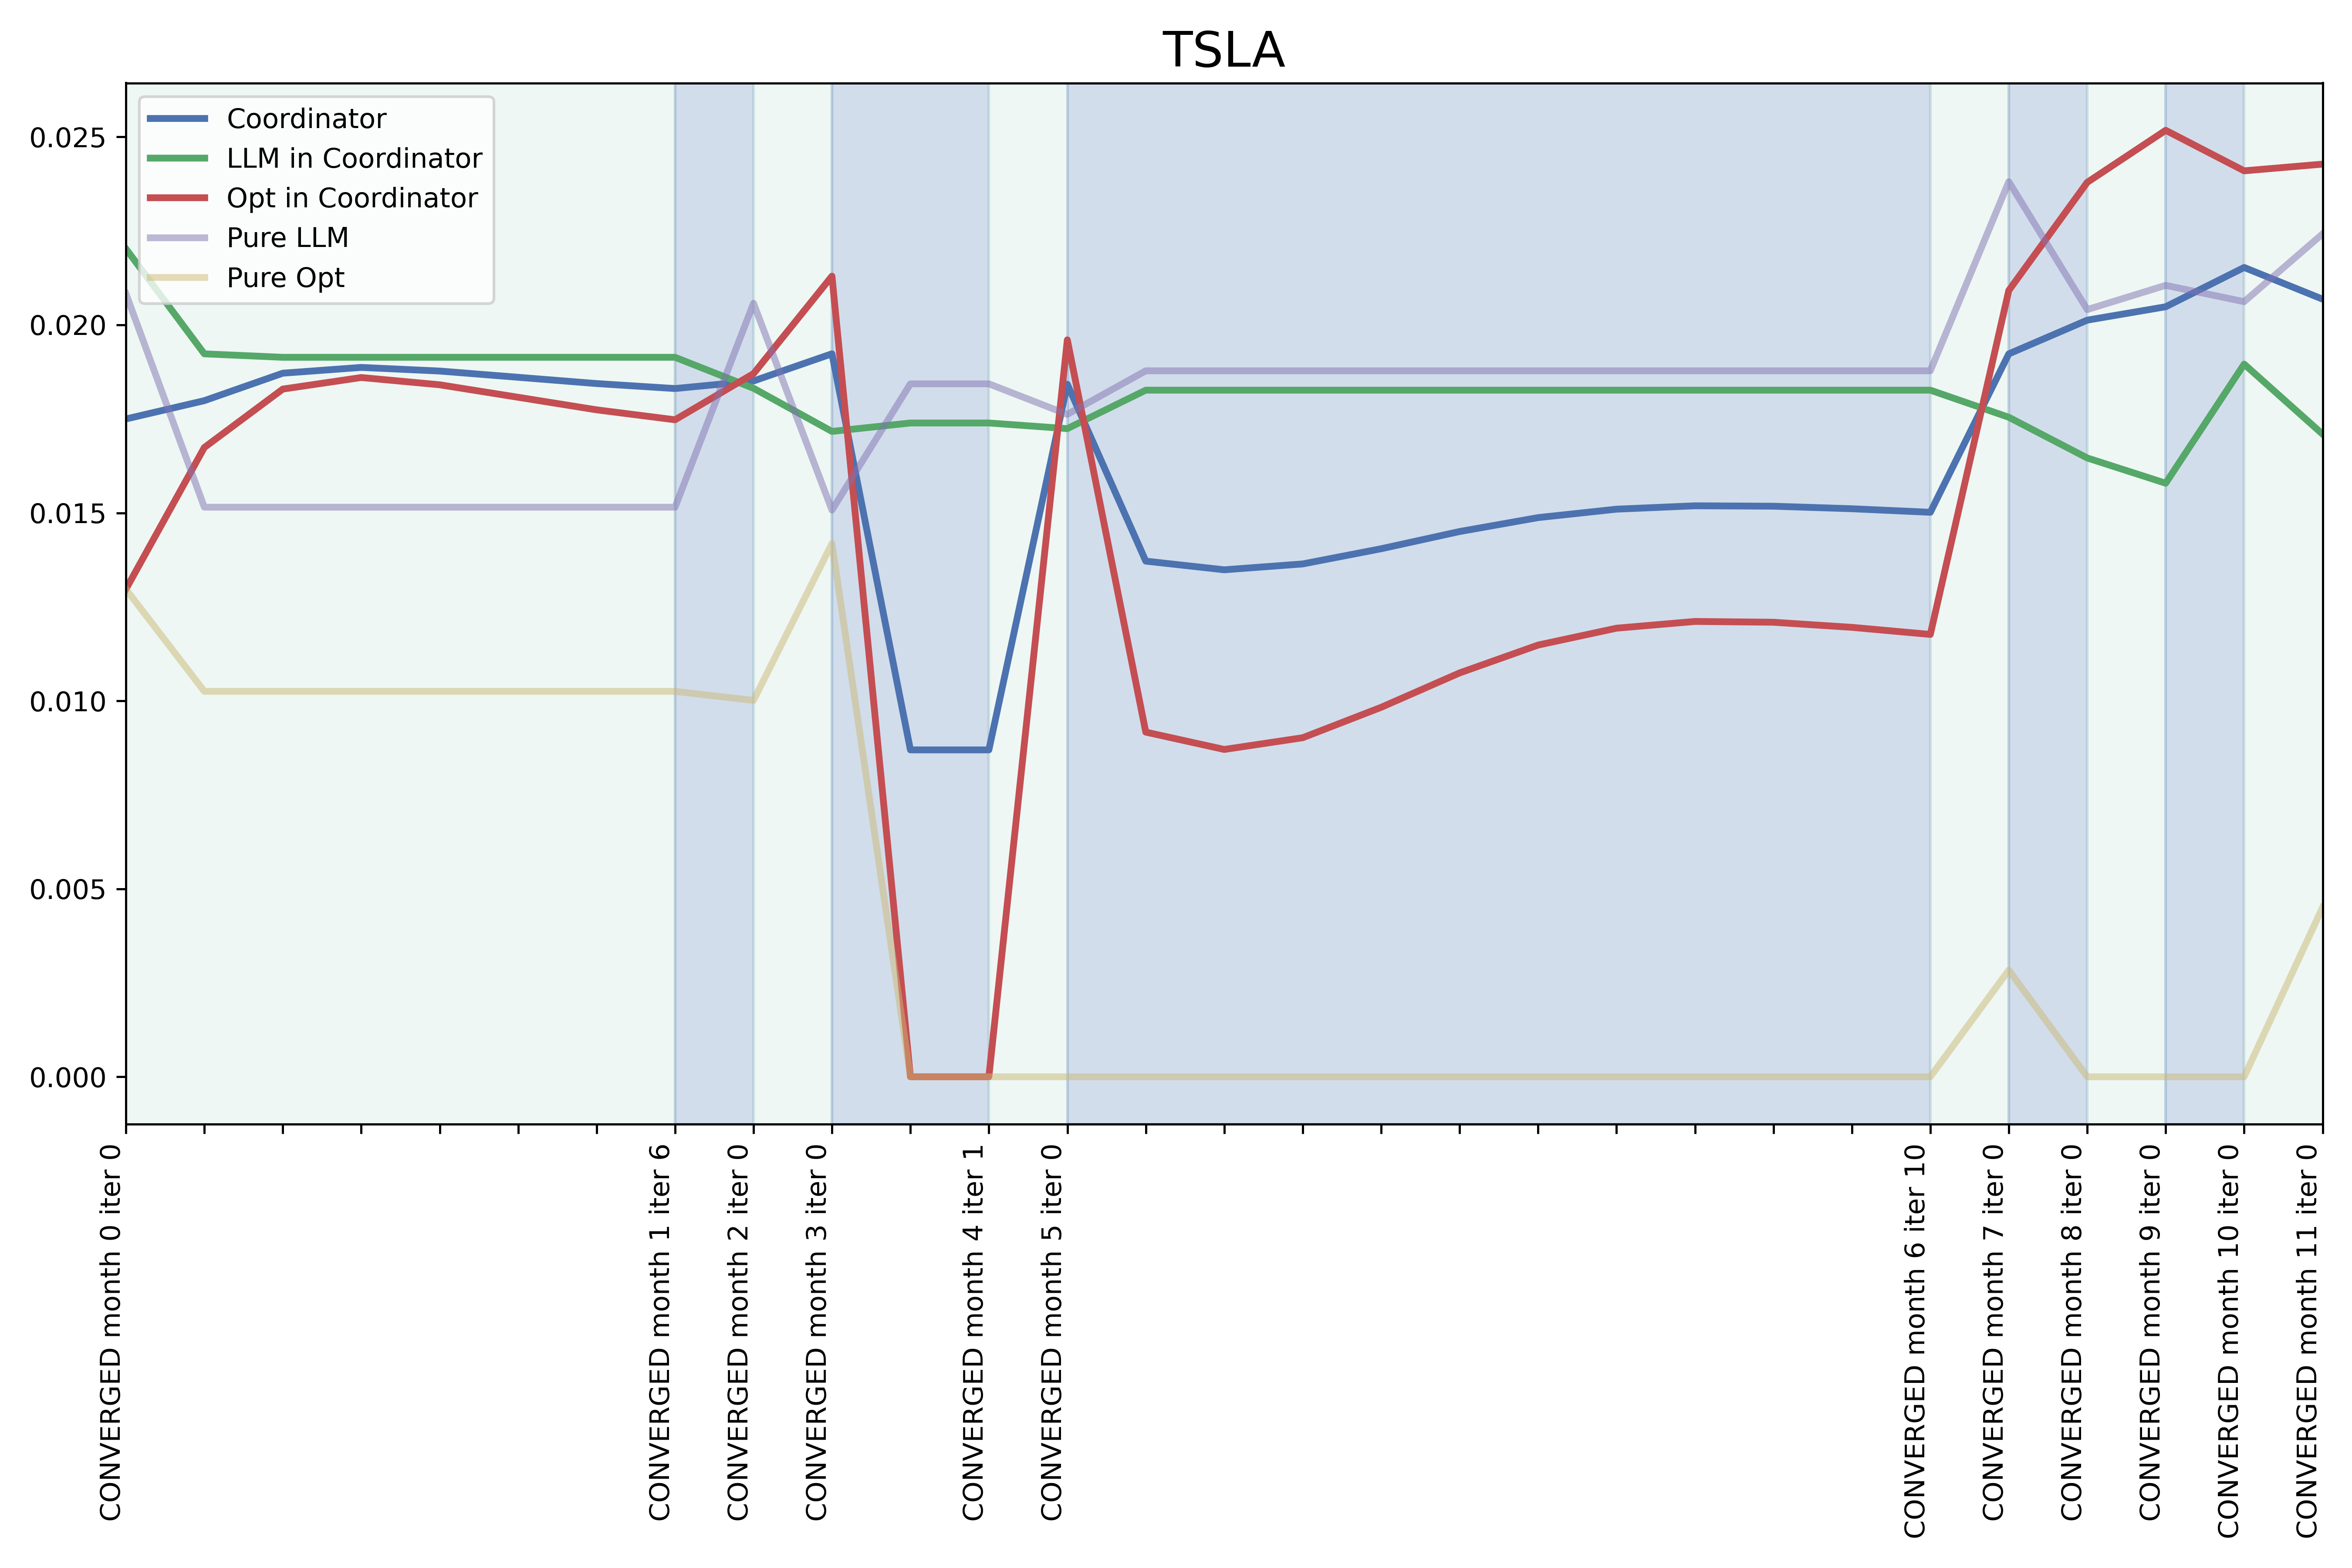 TSLA
Coordinator
LLM in Coordinator
Opt in Coordinator
Pure LLM
Pure Opt
0.025
0.020
0.015
0.010
0.005
0.000
CONVERGED month 0 iter 0
CONVERGED month 1 iter 6
CONVERGED month 2 iter 0
CONVERGED month 3 iter 0
CONVERGED month 4 iter 1
CONVERGED month 5 iter 0
CONVERGED month 6 iter 10
CONVERGED month 7 iter 0
CONVERGED month 8 iter 0
CONVERGED month 9 iter 0
CONVERGED month 10 iter 0
CONVERGED month 11 iter 0